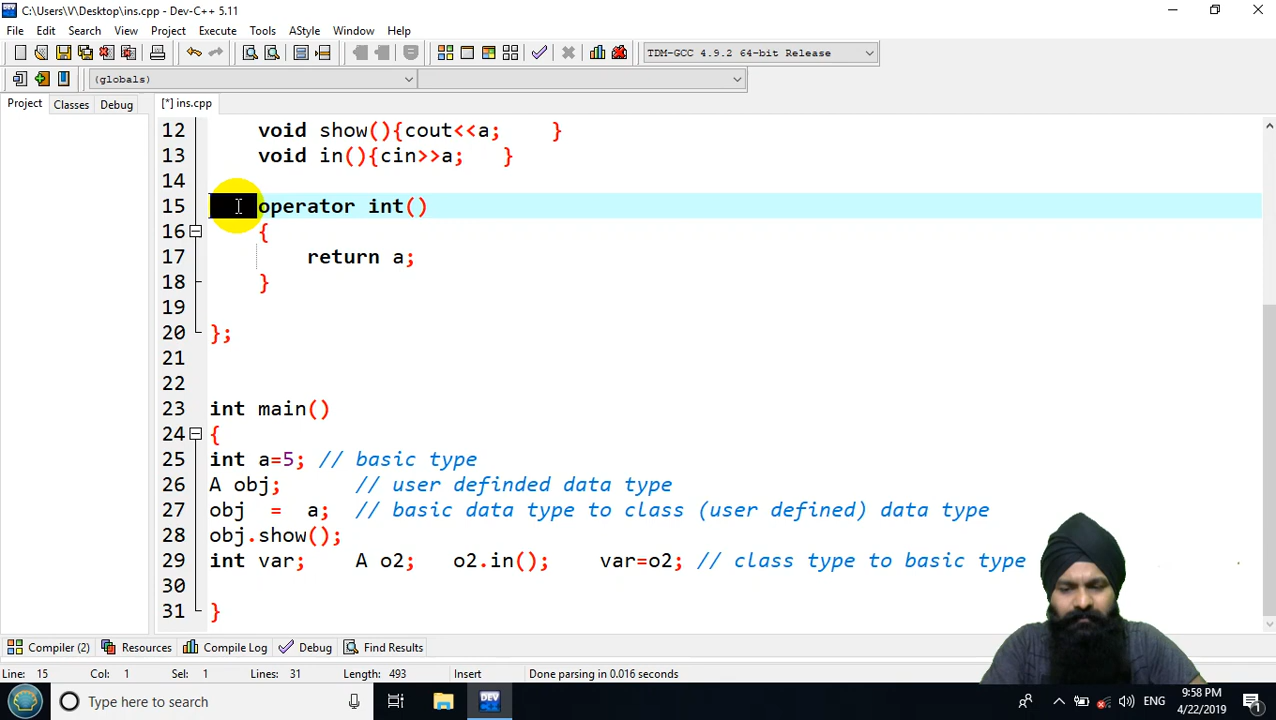 C:\Users\V\Desktop\ins.cpp - Dev-C++ 5.11
File Edit Search View Project Execute Tools AStyle Window Help
TDM-GCC 4.9.2 64-bit Release
(globals)
Project Classes Debug [*] ins.cpp
12 void show(){cout<<a; }
13 void in(){cin>>a; }
14
15 operator int()
16 {
17 return a;
18 }
19
20 };
21
22
23 int main()
24 {
25 int a=5; // basic type
26 A obj; // user definded data type
27 obj = a; // basic data type to class (user defined) data type
28 obj.show();
29 int var; A o2; o2.in(); var=o2; // class type to basic type
30
31 }
Compiler (2) Resources Compile Log Debug Find Results
Line: 15 Col: 1 Sel: 1 Lines: 31 Length: 493 Insert Done parsing in 0.016 seconds
DEV
Type here to search
ENG
9:58 PM
4/22/2019
1